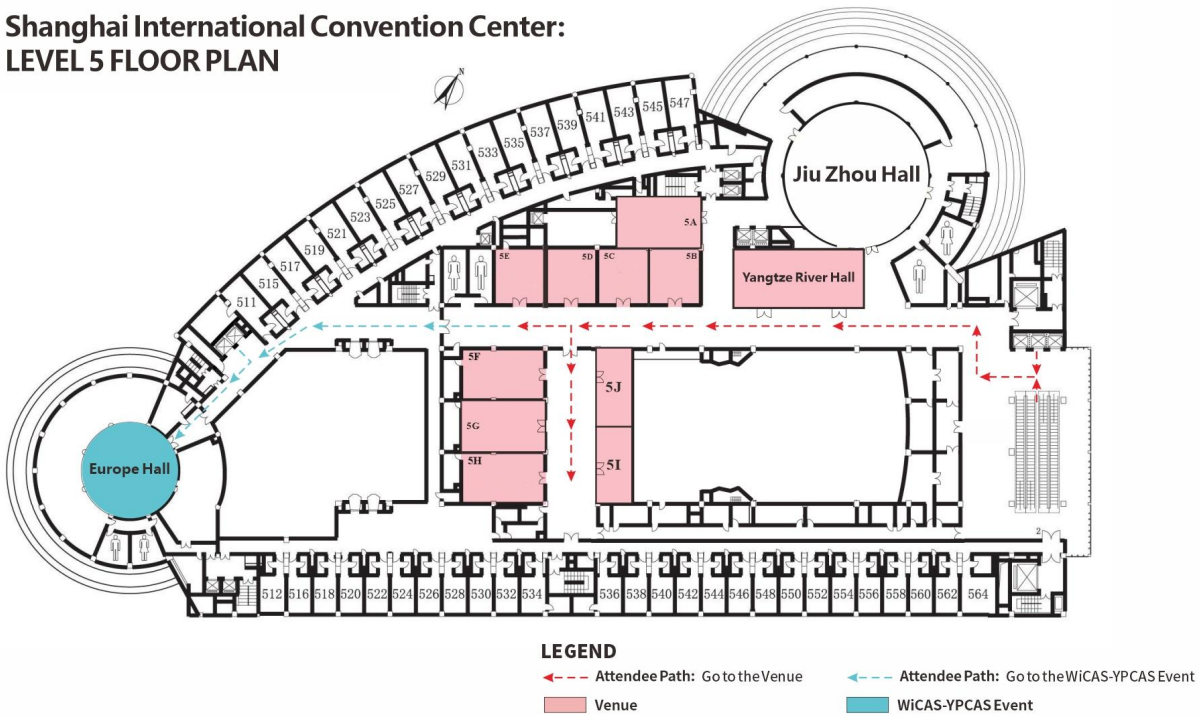 Shanghai International Convention Center:
LEVEL 5 FLOOR PLAN
N
547
545
543
541
539
537
535
533
531
529
527
525
523
521
519
517
515
511
Jiu Zhou Hall
5A
5E
5D
5C
5B
Yangtze River Hall
5F
5J
5G
5H
5I
Europe Hall
2
512 516 518 520 522 524 526 528 530 532 534 536 538 540 542 544 546 548 550 552 554 556 558 560 562 564
LEGEND
Attendee Path: Go to the Venue
Attendee Path: Go to the WiCAS-YPCAS Event
Venue
WiCAS-YPCAS Event